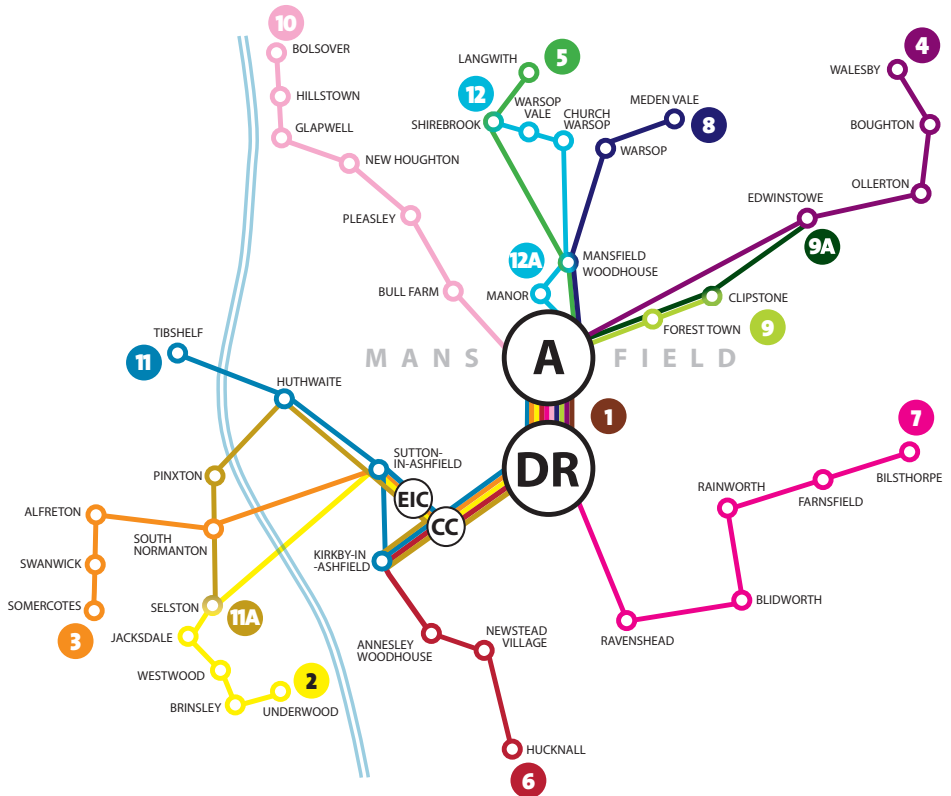 10
BOLSOVER
HILLSTOWN
GLAPWELL
NEW HOUGHTON
PLEASLEY
BULL FARM
LANGWITH
5
12
SHIREBROOK
WARSOP
VALE
CHURCH
WARSOP
MEDEN VALE
8
WARSOP
4
WALESBY
BOUGHTON
OLLERTON
EDWINSTOWE
9A
12A
MANSFIELD
WOODHOUSE
MANOR
CLIPSTONE
FOREST TOWN
9
MANS
A
FIELD
TIBSHELF
11
HUTHWAITE
1
DR
7
BILSTHORPE
FARNSFIELD
RAINWORTH
BLIDWORTH
RAVENSHEAD
SUTTON-
IN-ASHFIELD
EIC
CC
PINXTON
ALFRETON
SOUTH
NORMANTON
SWANWICK
SOMERCOTES
3
KIRKBY-IN
-ASHFIELD
SELSTON
11A
JACKSDALE
WESTWOOD
BRINSLEY
2
UNDERWOOD
ANNESLEY
WOODHOUSE
NEWSTEAD
VILLAGE
HUCKNALL
6